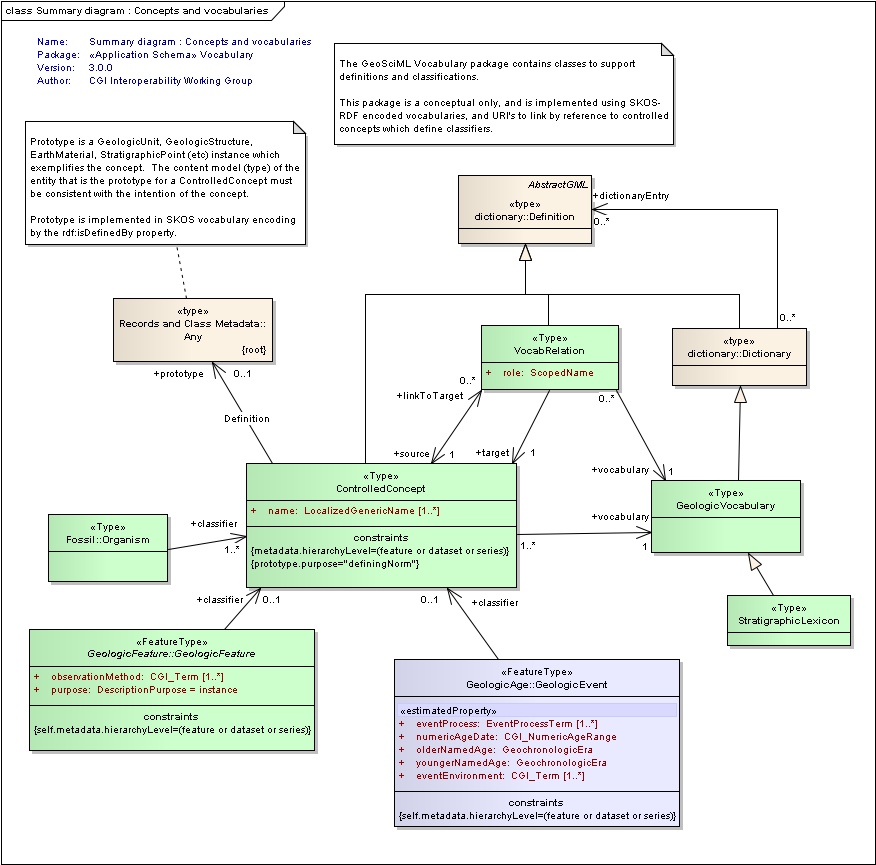 class Summary diagram : Concepts and vocabularies
Name: Summary diagram : Concepts and vocabularies
Package: «Application Schema» Vocabulary
Version: 3.0.0
Author: CGI Interoperability Working Group
The GeoSciML Vocabulary package contains classes to support
definitions and classifications.
This package is a conceptual only, and is implemented using SKOS-
RDF encoded vocabularies, and URI's to link by reference to controlled
concepts which define classifiers.
Prototype is a GeologicUnit, GeologicStructure,
EarthMaterial, StratigraphicPoint (etc) instance which
exemplifies the concept.  The content model (type) of the
entity that is the prototype for a ControlledConcept must
be consistent with the intention of the concept.
Prototype is implemented in SKOS vocabulary encoding
by the rdf:isDefinedBy property.
AbstractGML
«type»
dictionary::Definition
+dictionaryEntry
0..*
0..*
«type»
Records and Class Metadata::
Any
{root}
+prototype 0..1
Definition
«Type»
VocabRelation
+ role: ScopedName
«type»
dictionary::Dictionary
0..*
+linkToTarget
0..*
+source 1
+target 1
+vocabulary 1
«Type»
ControlledConcept
+ name: LocalizedGenericName [1..*]
constraints
{metadata.hierarchyLevel=(feature or dataset or series)}
{prototype.purpose="definingNorm"}
«Type»
GeologicVocabulary
+vocabulary
1..*
1
«Type»
Fossil::Organism
+classifier
1..*
«Type»
StratigraphicLexicon
+classifier 0..1
0..1 +classifier
«FeatureType»
GeologicFeature::GeologicFeature
+ observationMethod: CGI_Term [1..*]
+ purpose: DescriptionPurpose = instance
constraints
{self.metadata.hierarchyLevel=(feature or dataset or series)}
«FeatureType»
GeologicAge::GeologicEvent
«estimatedProperty»
+ eventProcess: EventProcessTerm [1..*]
+ numericAgeDate: CGI_NumericAgeRange
+ olderNamedAge: GeochronologicEra
+ youngerNamedAge: GeochronologicEra
+ eventEnvironment: CGI_Term [1..*]
constraints
{self.metadata.hierarchyLevel=(feature or dataset or series)}